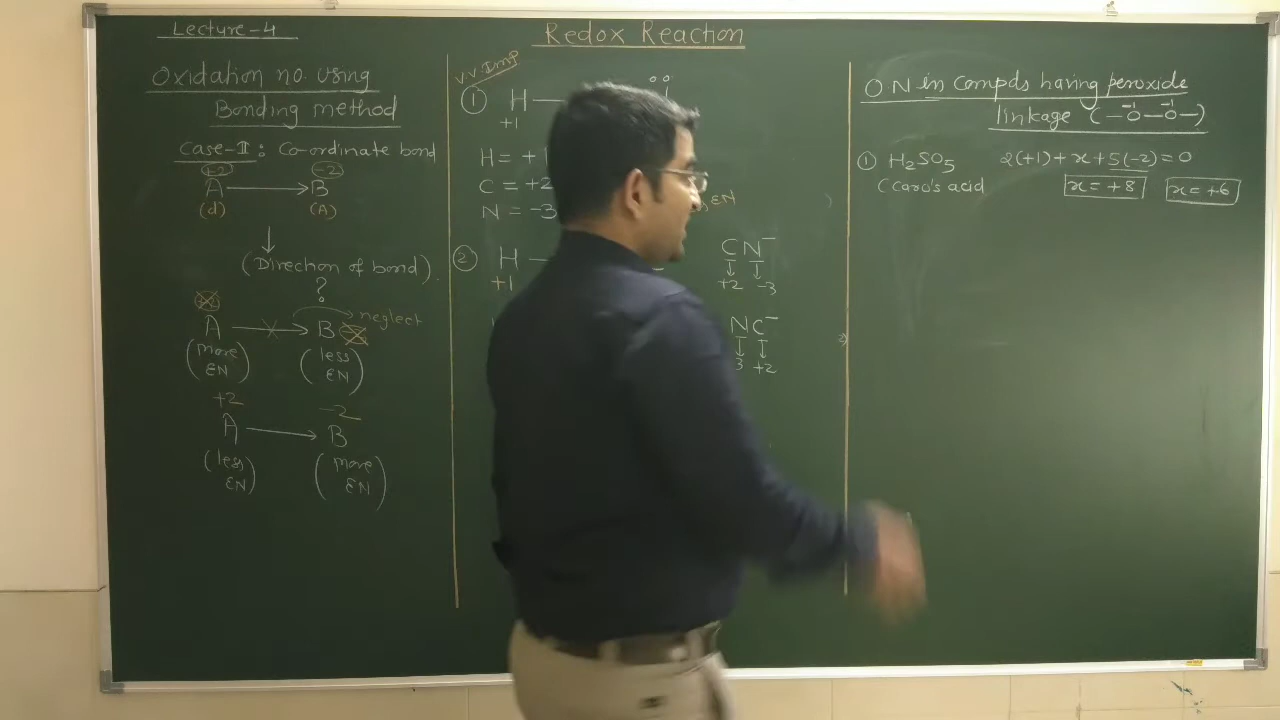 Lecture-4
Redox Reaction
Oxidation no. using
Bonding method
Case-II: Co-ordinate bond
+2 -2
A → B
(d) (A)
↓
(Direction of bond)
?
+2 → neglect
A → B
(more EN) (less EN)
+2 -2
A → B
(less EN) (more EN)
VV. Imp
① H —
+1
H = +1
C = +2
N = -3
EN
② H —
+1
CN⁻
↓ ↓
+2 -3
NC⁻
↓ ↓
3 +2
O N in Compds having peroxide
linkage (-O⁻¹-O⁻¹-)
① H₂SO₅ 2(+1)+x+5(-2)=0
(Caro's acid x = +8 x = +6